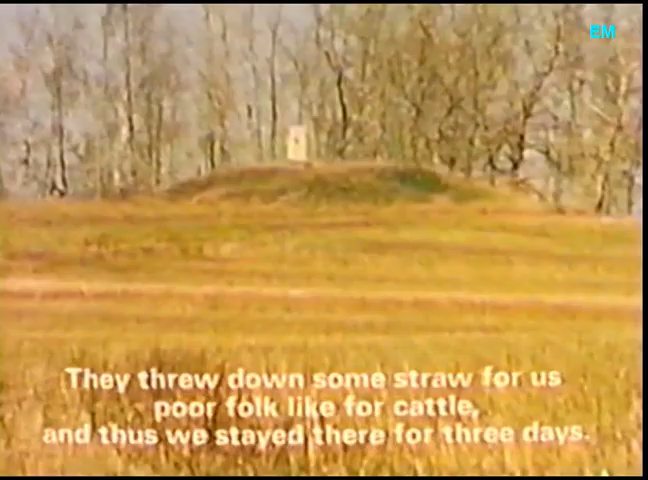 EM
They threw down some straw for us
poor folk like for cattle,
and thus we stayed there for three days.